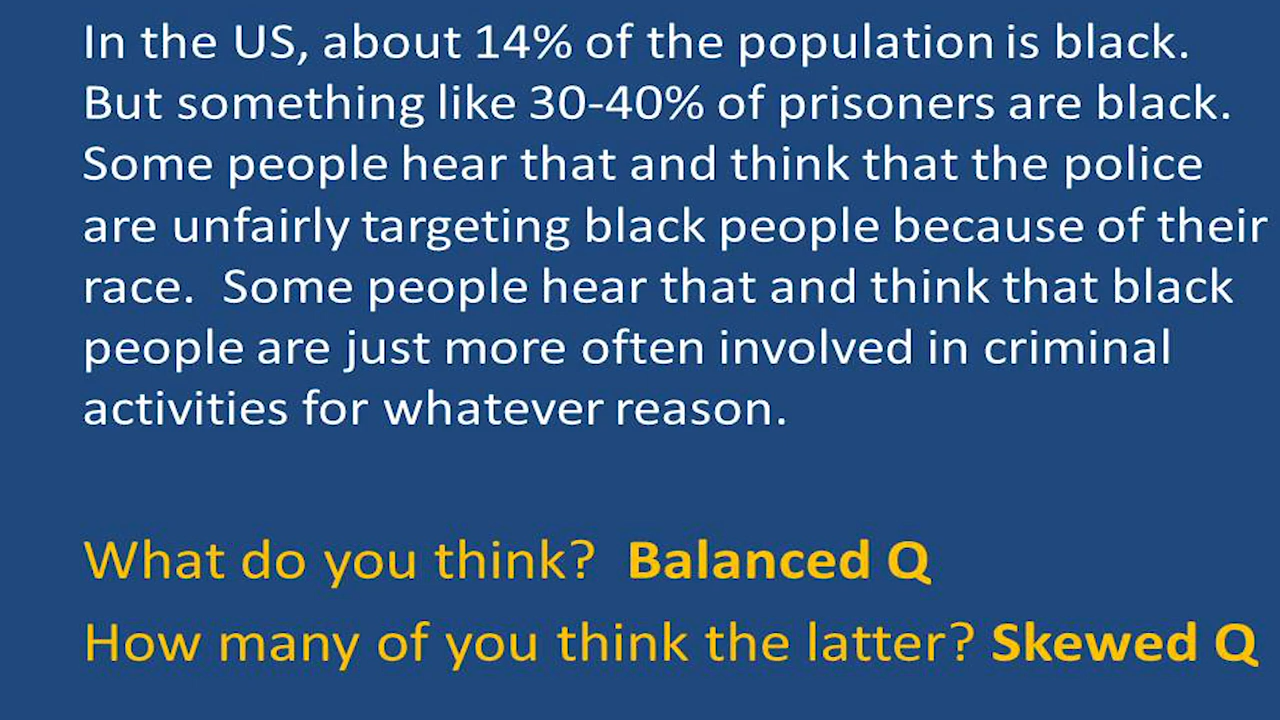 In the US, about 14% of the population is black.
But something like 30-40% of prisoners are black.
Some people hear that and think that the police
are unfairly targeting black people because of their
race.  Some people hear that and think that black
people are just more often involved in criminal
activities for whatever reason.
What do you think?  Balanced Q
How many of you think the latter? Skewed Q